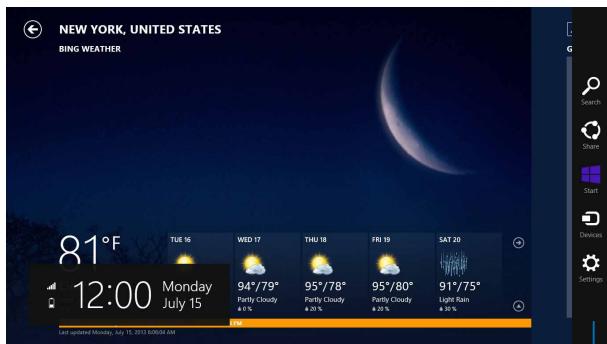 NEW YORK, UNITED STATES
BING WEATHER
G
Search
Share
Start
Devices
Settings
81°F
TUE 16
WED 17
94°/79°
Partly Cloudy
0 %
THU 18
95°/78°
Partly Cloudy
20 %
FRI 19
95°/80°
Partly Cloudy
20 %
SAT 20
91°/75°
Light Rain
30 %
12:00
Monday
July 15
PM
Last updated Monday, July 15, 2013 8:06:04 AM